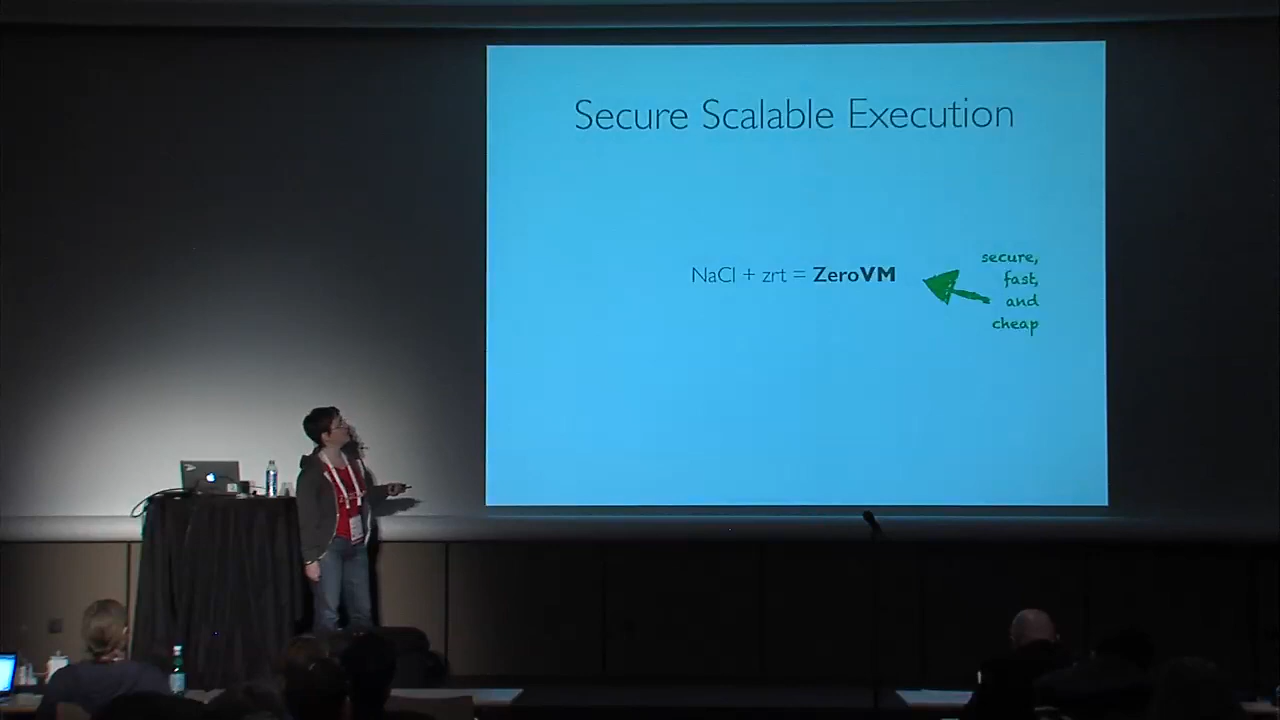 Secure Scalable Execution
NaCl + zrt = ZeroVM
secure,
fast,
and
cheap